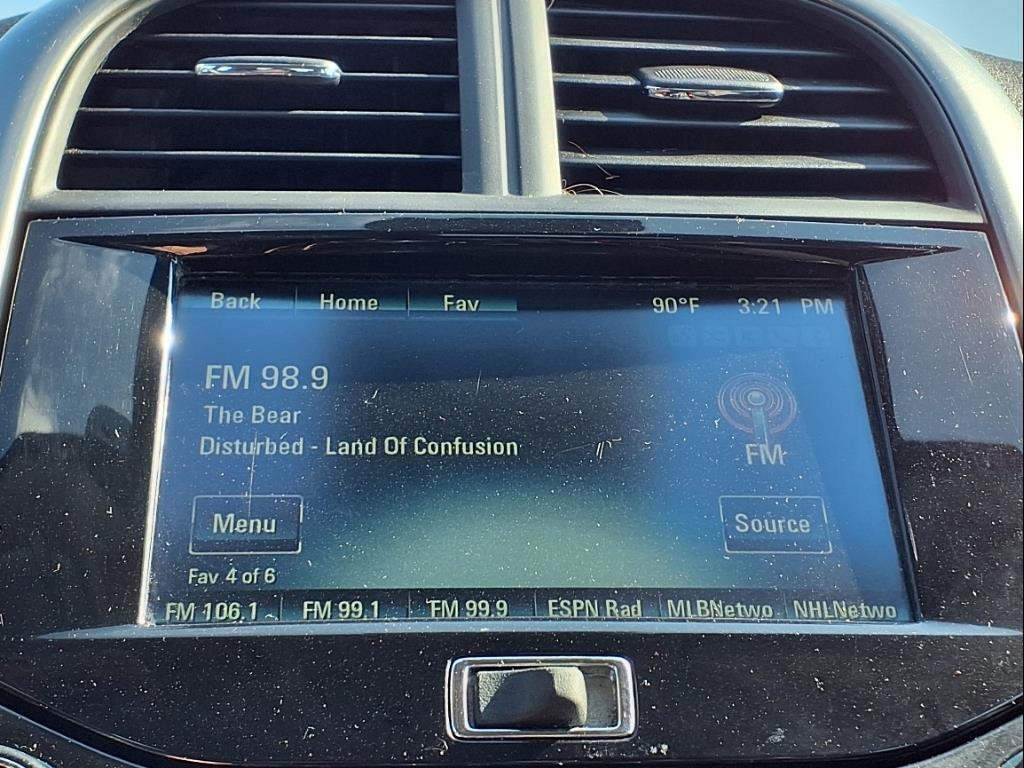 Back Home Fav 90°F 3:21 PM
FM 98.9
The Bear
Disturbed - Land Of Confusion
FM
Menu Source
Fav 4 of 6
FM 106.1 FM 99.1 FM 99.9 ESPN Rad MLBNetwo NHLNetwo